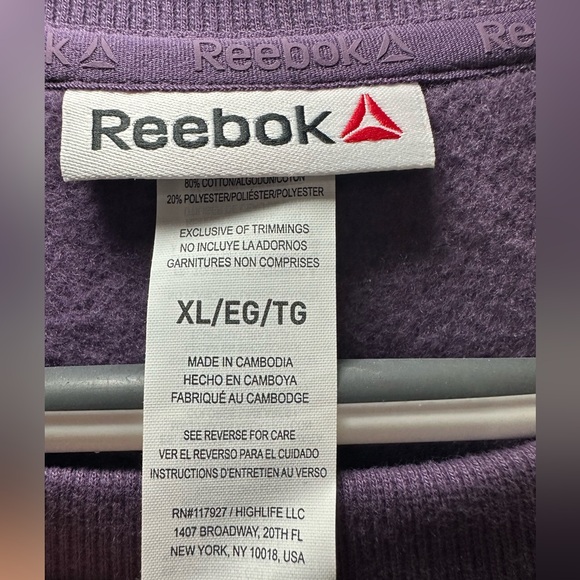 K
Reebok
Re
Reebok
80% COTTON/ALGODON/COTON
20% POLYESTER/POLIÉSTER/POLYESTER
EXCLUSIVE OF TRIMMINGS
NO INCLUYE LA ADORNOS
GARNITURES NON COMPRISES
XL/EG/TG
MADE IN CAMBODIA
HECHO EN CAMBOYA
FABRIQUÉ AU CAMBODGE
SEE REVERSE FOR CARE
VER EL REVERSO PARA EL CUIDADO
INSTRUCTIONS D'ENTRETIEN AU VERSO
RN#117927 / HIGHLIFE LLC
1407 BROADWAY, 20TH FL
NEW YORK, NY 10018, USA